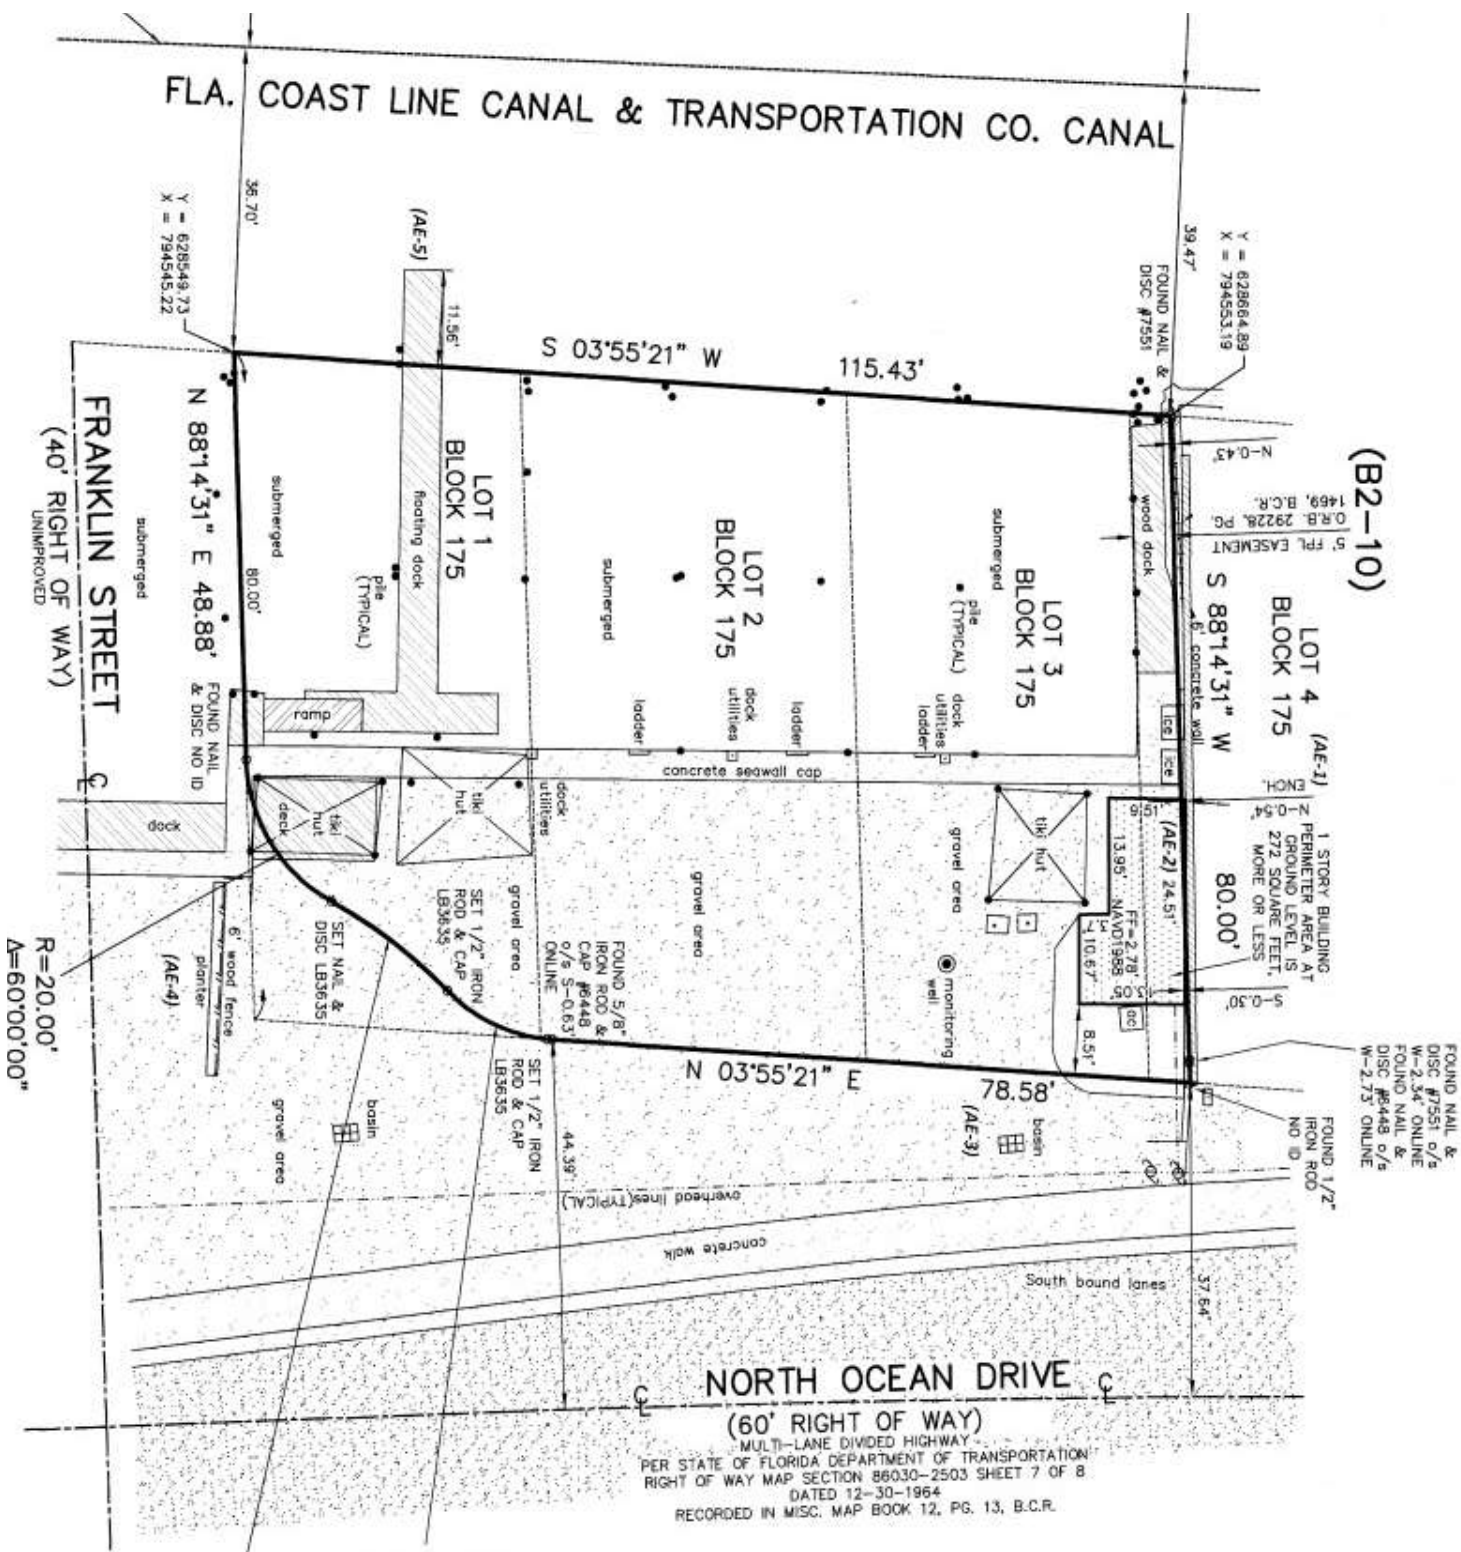 FLA. COAST LINE CANAL & TRANSPORTATION CO. CANAL
36.70'
39.47'
Y = 628549.73
X = 794545.22
Y = 628664.89
X = 794553.19
(AE-5)
11.56'
FOUND NAIL &
DISC #7551
S 03°55'21" W 115.43'
N-0.43'
(B2-10)
5' FPL EASEMENT
O.R.B. 29228, PG.
1469, B.C.R.
FRANKLIN STREET
(40' RIGHT OF WAY)
UNIMPROVED
submerged
N 88°14'31" E 48.88'
80.00'
submerged
LOT 1
BLOCK 175
floating dock
pile
(TYPICAL)
LOT 2
BLOCK 175
submerged
LOT 3
BLOCK 175
submerged
pile
(TYPICAL)
wood dock
S 88°14'31" W
80.00'
6' concrete wall
LOT 4
BLOCK 175
(AE-1)
FOUND NAIL
& DISC NO ID
ramp
ladder
dock
utilities
ladder
dock
utilities
ladder
ice
ice
concrete seawall cap
ENCH.
N-0.54'
dock
tiki
hut
deck
tiki
hut
dock
utilities
tiki
hut
gravel area
gravel area
gravel area
9.51'
13.95'
(AE-2) 24.51'
FF=2.78'
NAVD1988
10.67'
13.05'
8.51'
ac
1 STORY BUILDING
PERIMETER AREA AT
GROUND LEVEL IS
272 SQUARE FEET,
MORE OR LESS
S-0.30'
monitoring
well
6' wood fence
planter
(AE-4)
R=20.00'
Δ=60°00'00"
SET NAIL &
DISC LB3635
SET 1/2" IRON
ROD & CAP
LB3635
FOUND 5/8"
IRON ROD &
CAP #6448
o/s S-0.63'
ONLINE
SET 1/2" IRON
ROD & CAP
LB3635
N 03°55'21" E 78.58'
FOUND NAIL &
DISC #7551 o/s
W-2.34' ONLINE
FOUND NAIL &
DISC #6448 o/s
W-2.73' ONLINE
FOUND 1/2"
IRON ROD
NO ID
basin
(AE-3)
basin
gravel area
44.39'
37.64'
overhead lines(TYPICAL)
concrete walk
South bound lanes
NORTH OCEAN DRIVE
(60' RIGHT OF WAY)
MULTI-LANE DIVIDED HIGHWAY
PER STATE OF FLORIDA DEPARTMENT OF TRANSPORTATION
RIGHT OF WAY MAP SECTION 86030-2503 SHEET 7 OF 8
DATED 12-30-1964
RECORDED IN MISC. MAP BOOK 12, PG. 13, B.C.R.